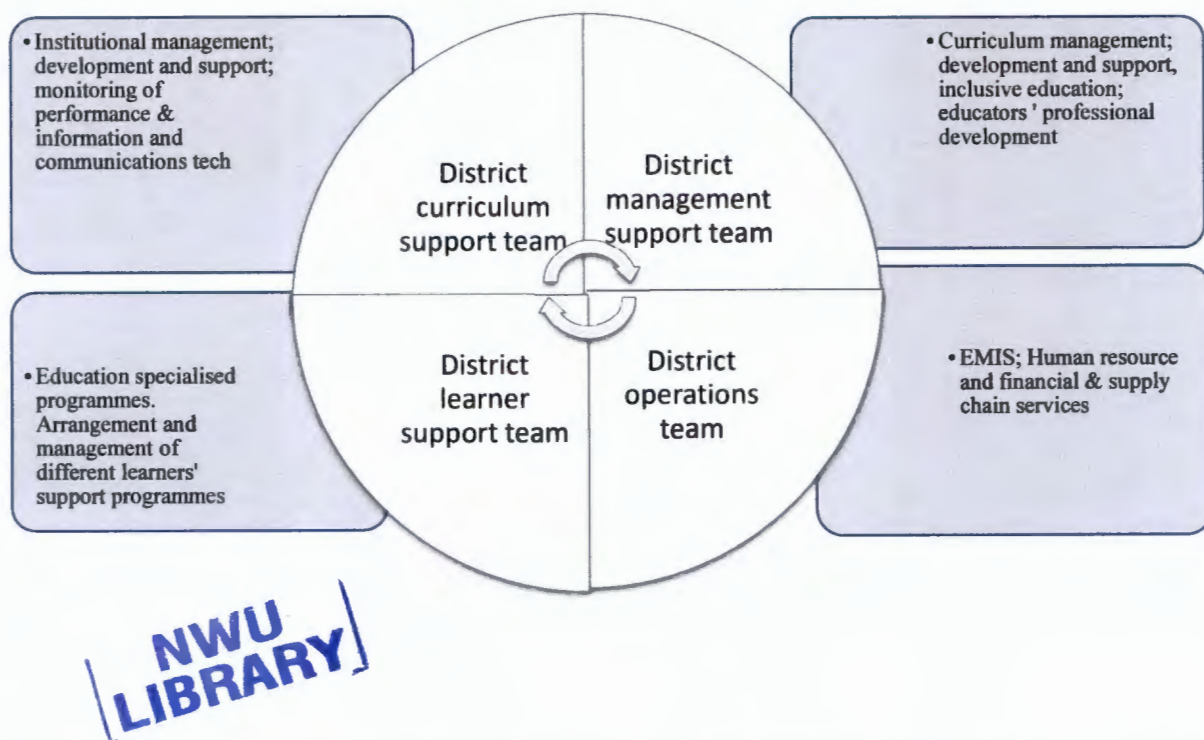 • Institutional management;
development and support;
monitoring of
performance &
information and
communications tech
• Curriculum management;
development and support,
inclusive education;
educators ' professional
development
District
curriculum
support team
District
management
support team
• Education specialised
programmes.
Arrangement and
management of
different learners'
support programmes
District
learner
support team
District
operations
team
• EMIS; Human resource
and financial & supply
chain services
NWU
LIBRARY